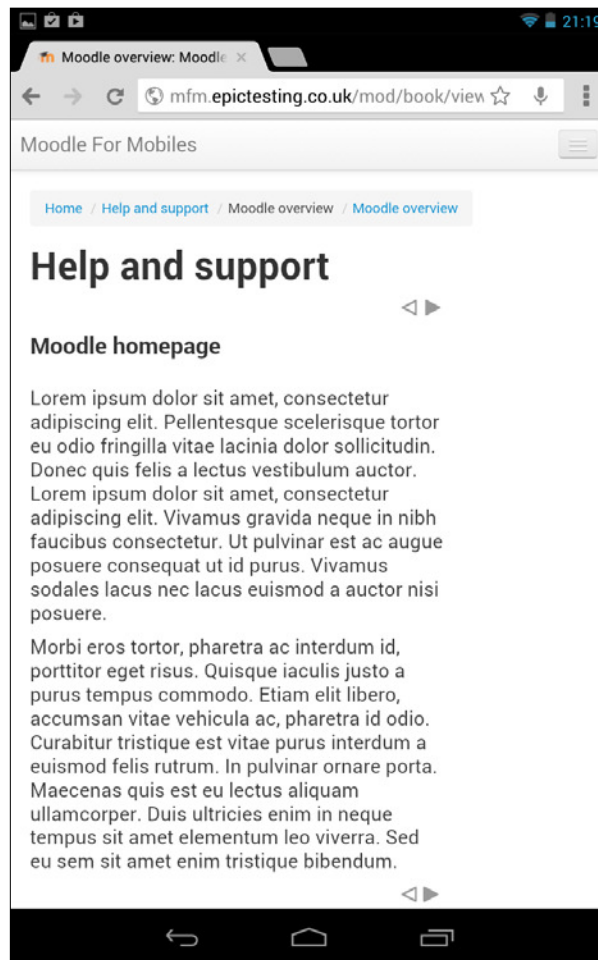 21:19
Moodle overview: Moodle
mfm.epictesting.co.uk/mod/book/view
Moodle For Mobiles
Home / Help and support / Moodle overview / Moodle overview
Help and support
Moodle homepage
Lorem ipsum dolor sit amet, consectetur
adipiscing elit. Pellentesque scelerisque tortor
eu odio fringilla vitae lacinia dolor sollicitudin.
Donec quis felis a lectus vestibulum auctor.
Lorem ipsum dolor sit amet, consectetur
adipiscing elit. Vivamus gravida neque in nibh
faucibus consectetur. Ut pulvinar est ac augue
posuere consequat ut id purus. Vivamus
sodales lacus nec lacus euismod a auctor nisi
posuere.
Morbi eros tortor, pharetra ac interdum id,
porttitor eget risus. Quisque iaculis justo a
purus tempus commodo. Etiam elit libero,
accumsan vitae vehicula ac, pharetra id odio.
Curabitur tristique est vitae purus interdum a
euismod felis rutrum. In pulvinar ornare porta.
Maecenas quis est eu lectus aliquam
ullamcorper. Duis ultricies enim in neque
tempus sit amet elementum leo viverra. Sed
eu sem sit amet enim tristique bibendum.